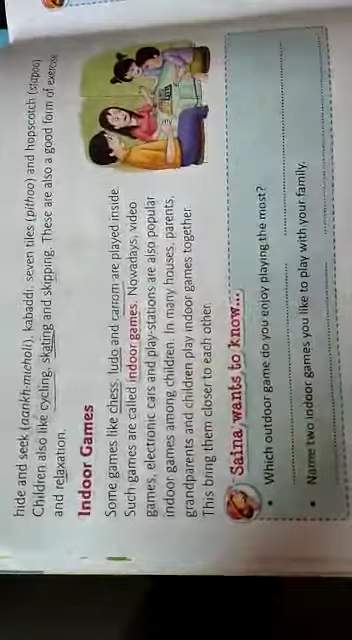 hide and seek (aankh-micholi), kabaddi, seven tiles (pithoo) and hopscotch (stapoo)
Children also like cycling, skating and skipping. These are also a good form of exercise
and relaxation.
Indoor Games
Some games like chess, ludo and carrom are played inside.
Such games are called indoor games. Nowadays, video
games, electronic cars and play-stations are also popular
indoor games among children. In many houses, parents,
grandparents and children play indoor games together.
This bring them closer to each other.
Saina wants to know...
• Which outdoor game do you enjoy playing the most?
• Name two indoor games you like to play with your family.